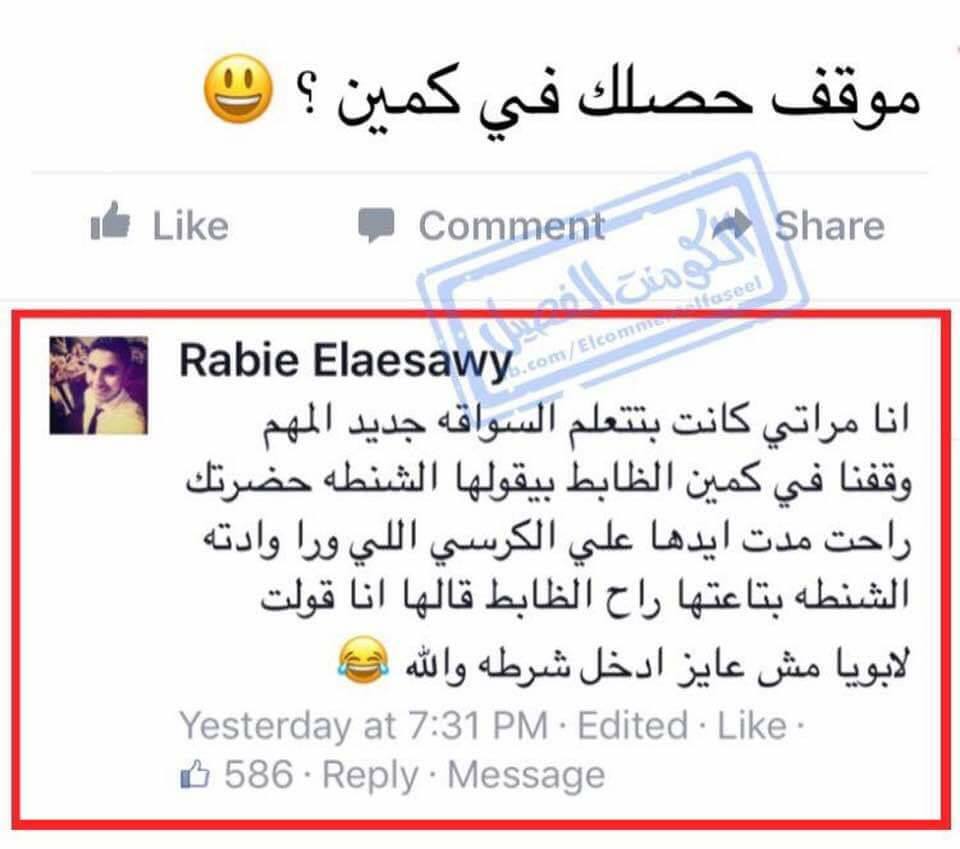 موقف حصلك في كمين ؟ 😃
Like Comment Share
الكومنت الفصيل
b.com/Elcommentelfaseel
Rabie Elaesawy
انا مراتي كانت بتتعلم السواقه جديد المهم
وقفنا في كمين الظابط بيقولها الشنطه حضرتك
راحت مدت ايدها علي الكرسي اللي ورا وادته
الشنطه بتاعتها راح الظابط قالها انا قولت
لابويا مش عايز ادخل شرطه والله 😂
Yesterday at 7:31 PM · Edited · Like ·
586 · Reply · Message